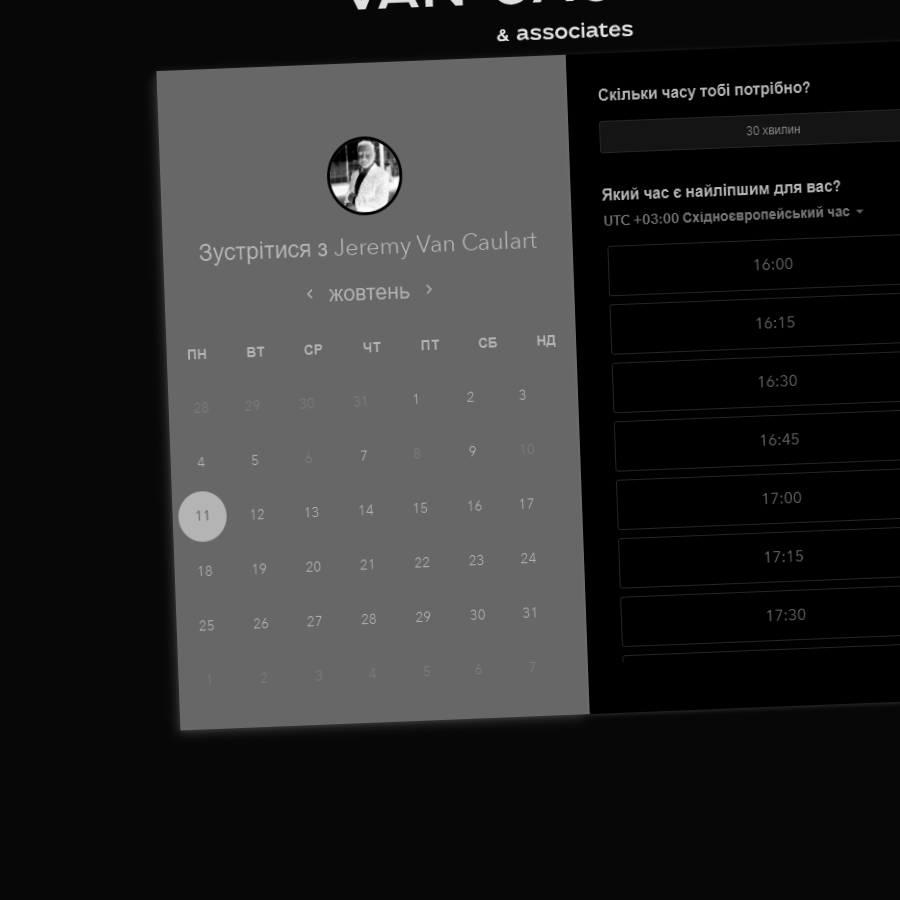 & associates
Зустрітися з Jeremy Van Caulart
‹ жовтень ›
ПН ВТ СР ЧТ ПТ СБ НД
28 29 30 31 1 2 3
4 5 6 7 8 9 10
11 12 13 14 15 16 17
18 19 20 21 22 23 24
25 26 27 28 29 30 31
1 2 3 4 5 6 7
Скільки часу тобі потрібно?
30 хвилин
Який час є найліпшим для вас?
UTC +03:00 Східноєвропейський час
16:00
16:15
16:30
16:45
17:00
17:15
17:30